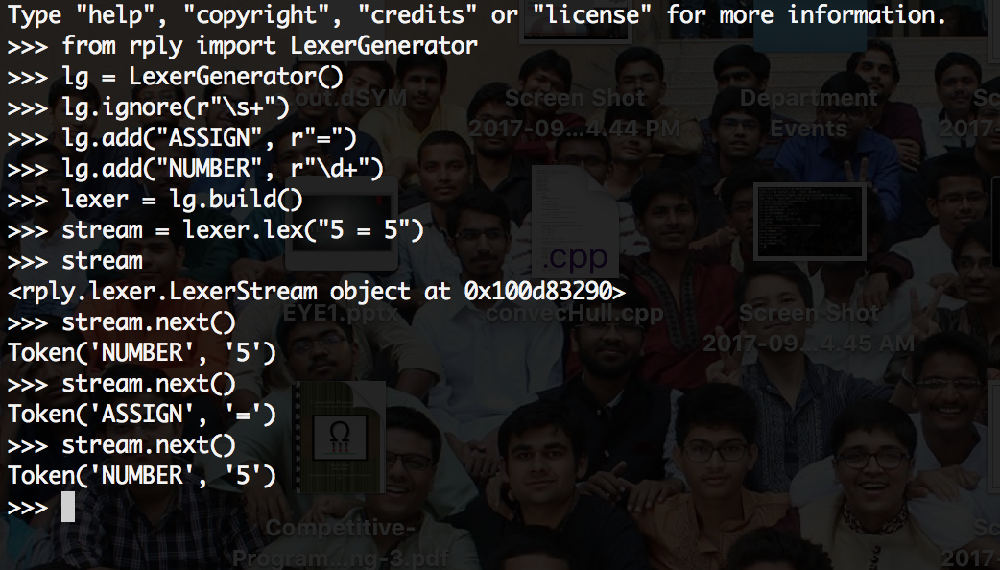 Type "help", "copyright", "credits" or "license" for more information.
>>> from rply import LexerGenerator
>>> lg = LexerGenerator()
>>> lg.ignore(r"\s+")
>>> lg.add("ASSIGN", r"=")
>>> lg.add("NUMBER", r"\d+")
>>> lexer = lg.build()
>>> stream = lexer.lex("5 = 5")
>>> stream
<rply.lexer.LexerStream object at 0x100d83290>
>>> stream.next()
Token('NUMBER', '5')
>>> stream.next()
Token('ASSIGN', '=')
>>> stream.next()
Token('NUMBER', '5')
>>>
out.dSYM
Screen Shot
2017-09...4.44 PM
Department
Events
Sc
2017-
.cpp
EYE1.pptx
convecHull.cpp
Screen Shot
2017-09...4.45 AM
Ω
Competitive-
Program...ng-3.pdf
Sc
2017